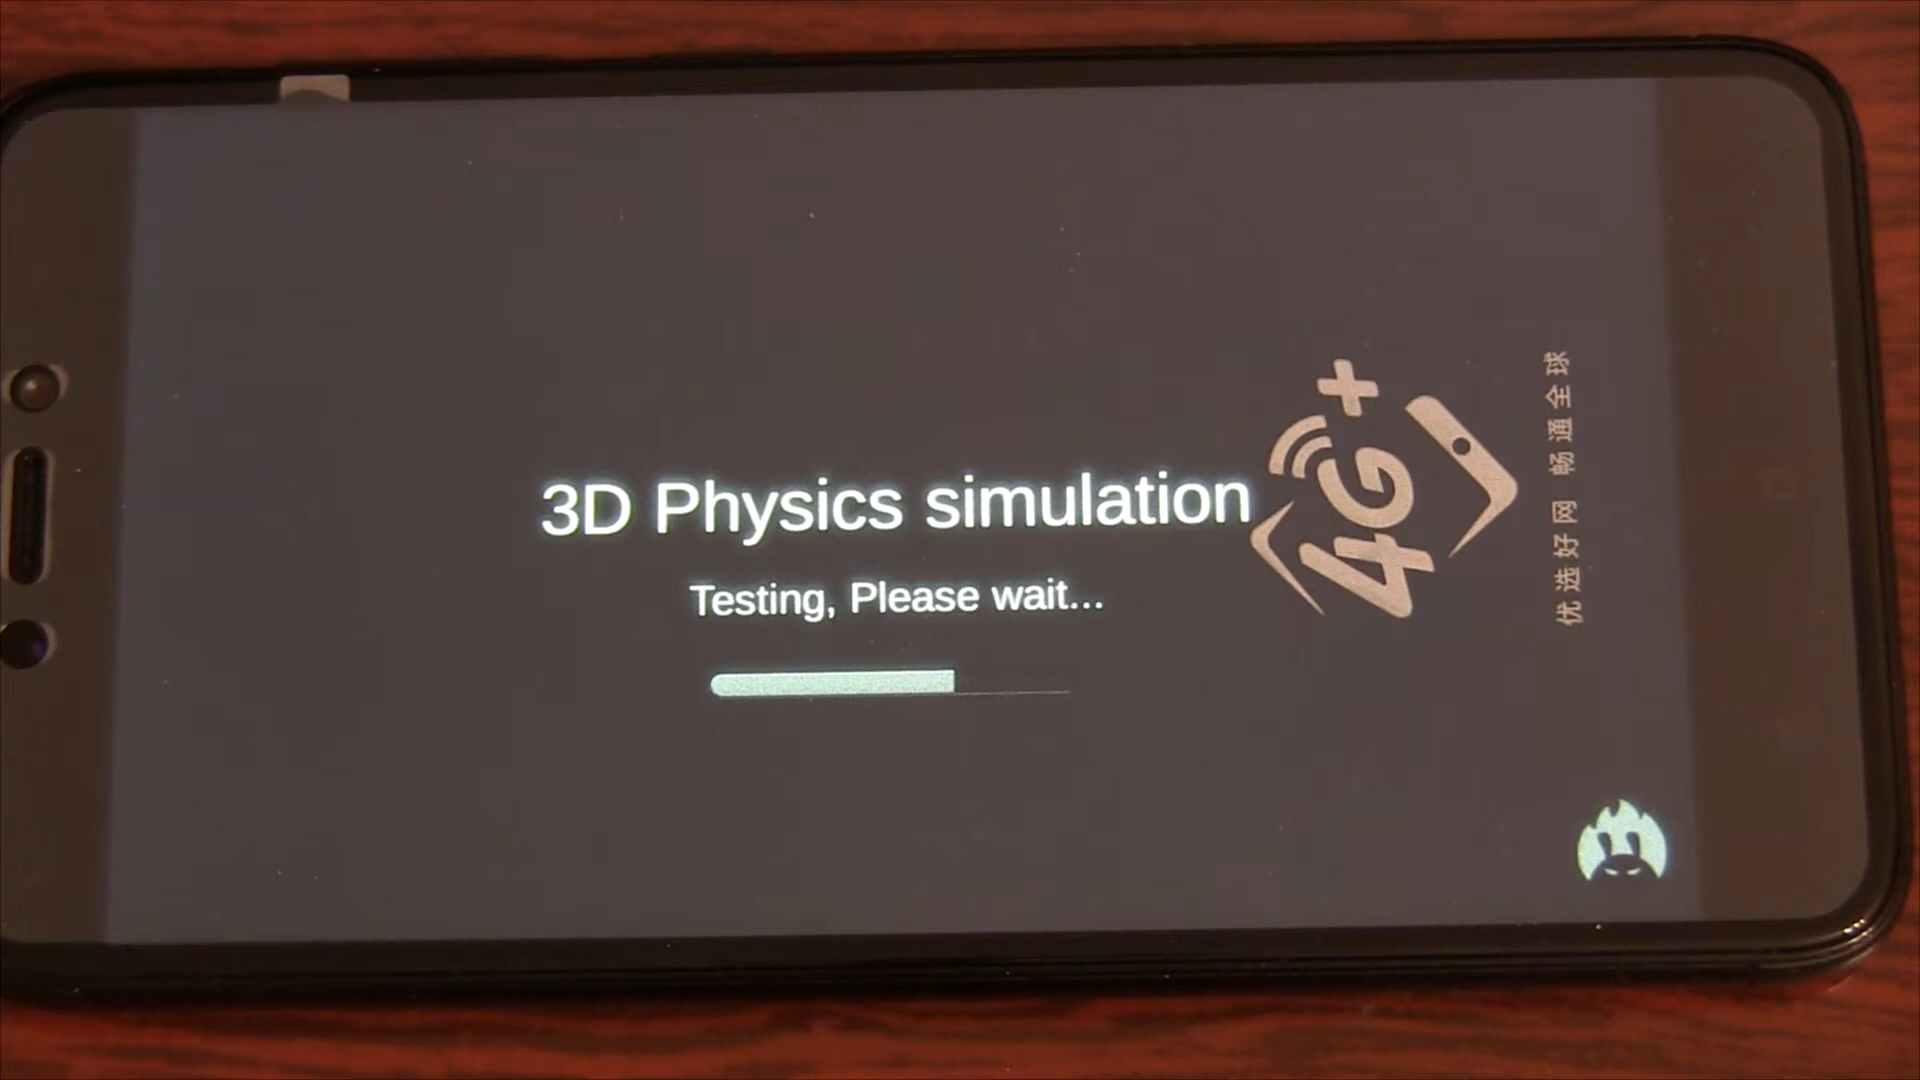 3D Physics simulation
Testing, Please wait...
4G+
优选好网 畅通全球